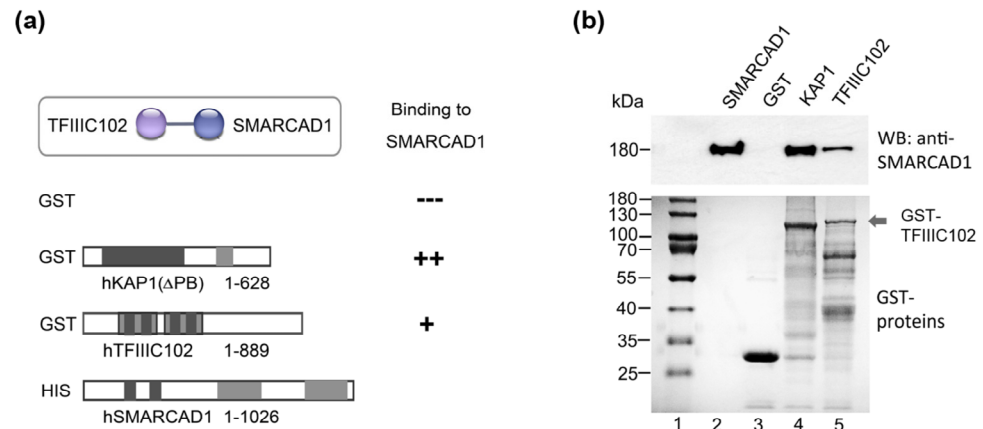 (a)
TFIIIC102 SMARCAD1
Binding to
SMARCAD1
GST ---
GST ++
hKAP1(ΔPB) 1-628
GST +
hTFIIIC102 1-889
HIS
hSMARCAD1 1-1026
(b)
kDa
SMARCAD1
GST
KAP1
TFIIIC102
180
WB: anti-
SMARCAD1
180
130
100
70
55
40
35
25
GST-
TFIIIC102
GST-
proteins
1 2 3 4 5